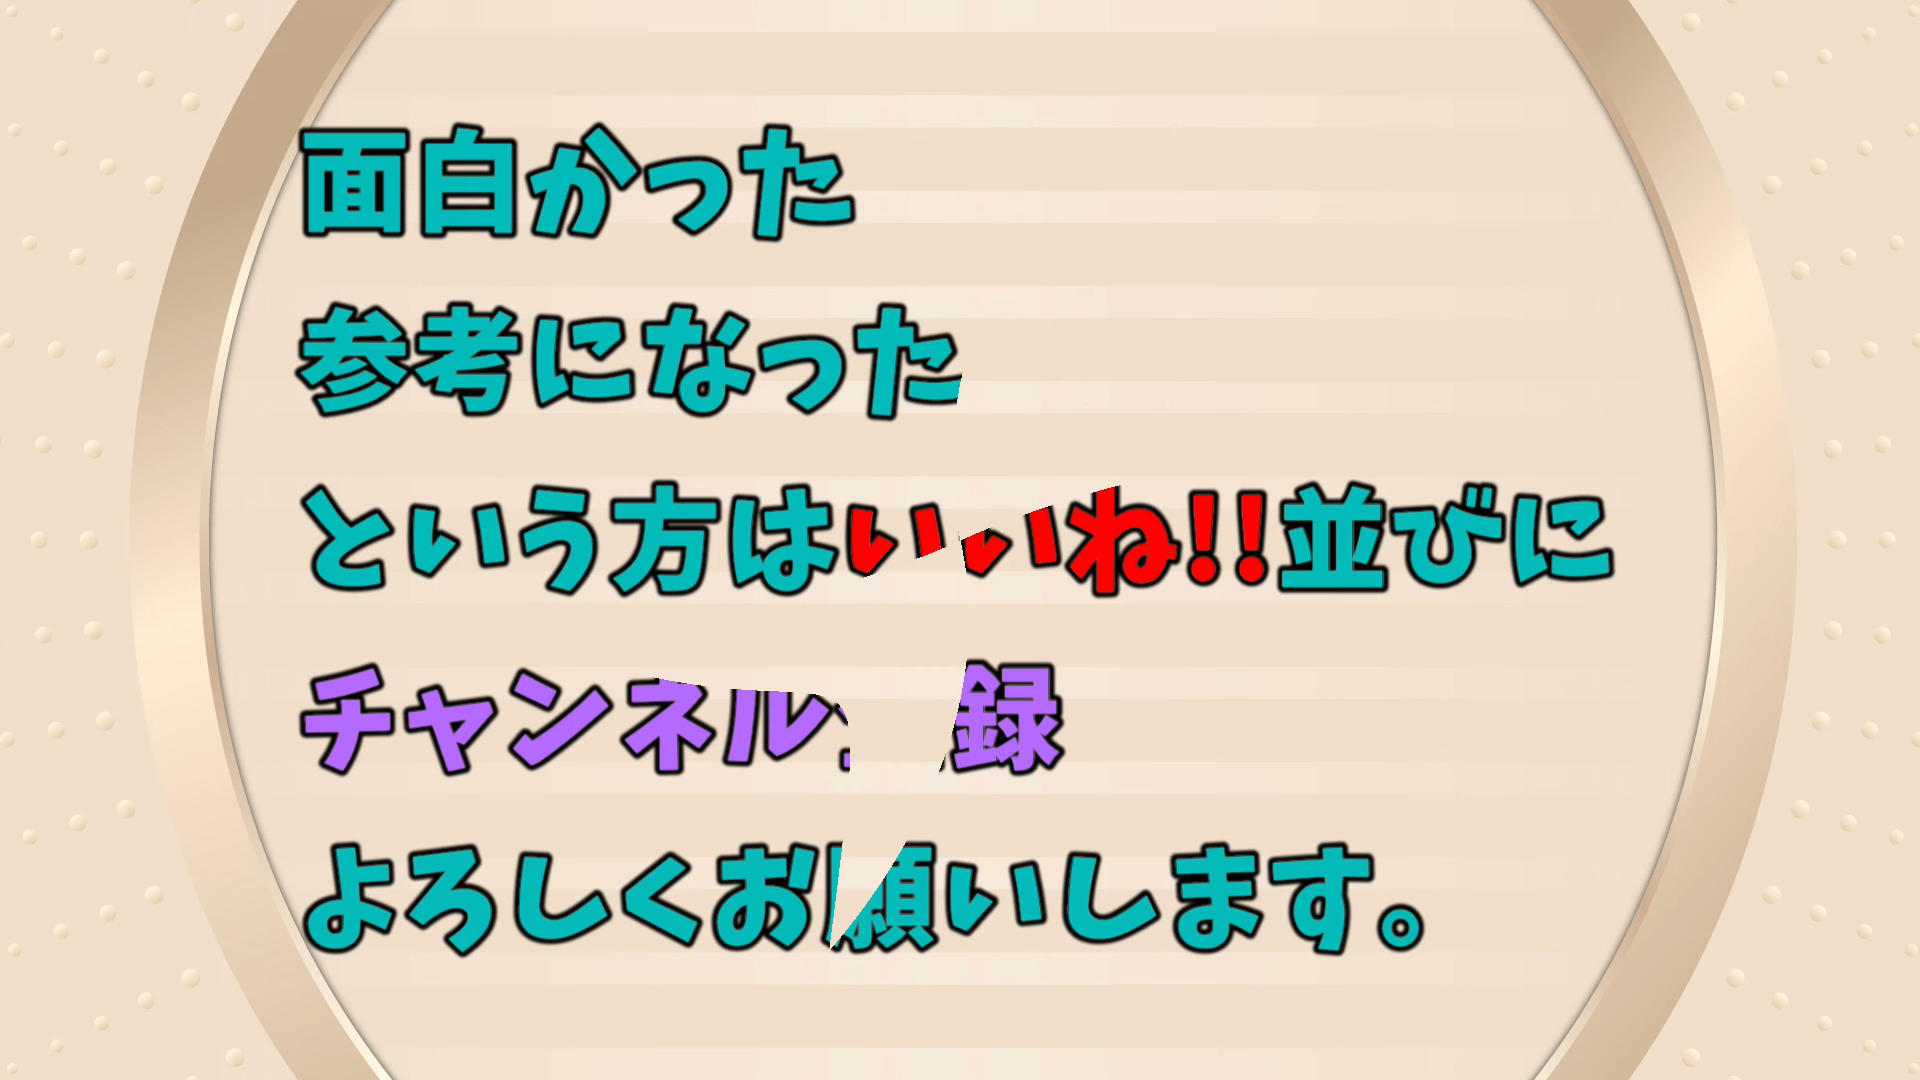 面白かった
参考になった
という方はいいね!!並びに
チャンネル登録
よろしくお願いします。